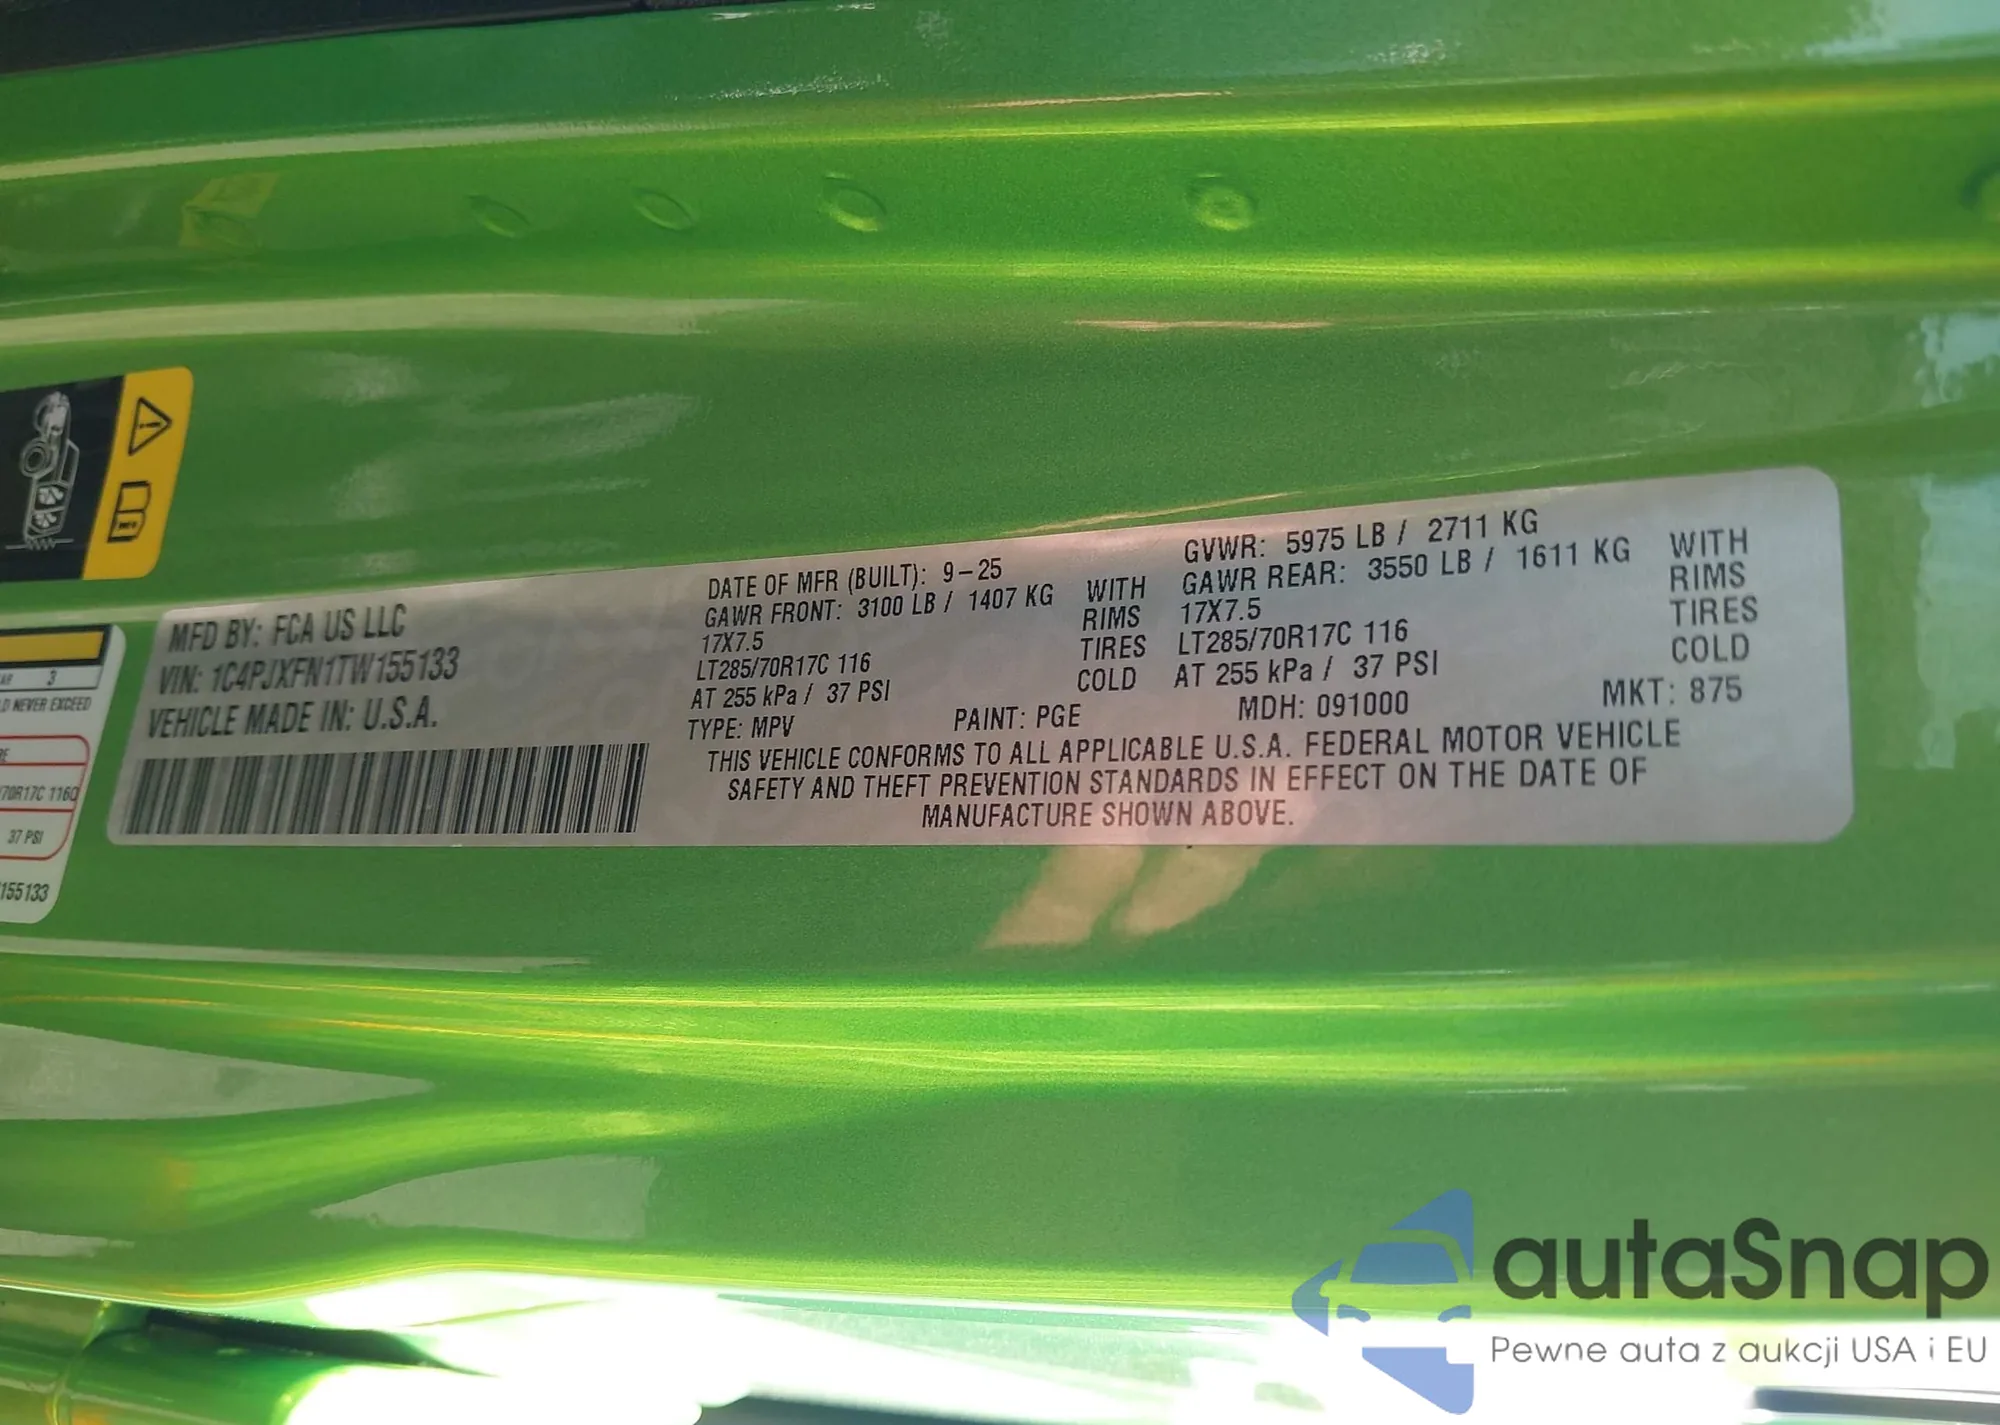 MFD BY: FCA US LLC
VIN: 1C4PJXFN1TW155133
VEHICLE MADE IN: U.S.A.
DATE OF MFR (BUILT): 9-25
GAWR FRONT: 3100 LB / 1407 KG WITH
17X7.5 RIMS
LT285/70R17C 116 TIRES
AT 255 kPa / 37 PSI COLD
GVWR: 5975 LB / 2711 KG
GAWR REAR: 3550 LB / 1611 KG WITH
17X7.5 RIMS
LT285/70R17C 116 TIRES
AT 255 kPa / 37 PSI COLD
TYPE: MPV PAINT: PGE MDH: 091000 MKT: 875
THIS VEHICLE CONFORMS TO ALL APPLICABLE U.S.A. FEDERAL MOTOR VEHICLE
SAFETY AND THEFT PREVENTION STANDARDS IN EFFECT ON THE DATE OF
MANUFACTURE SHOWN ABOVE.
3
NEVER EXCEED
/70R17C 116Q
37 PSI
155133
autaSnap
Pewne auta z aukcji USA i EU